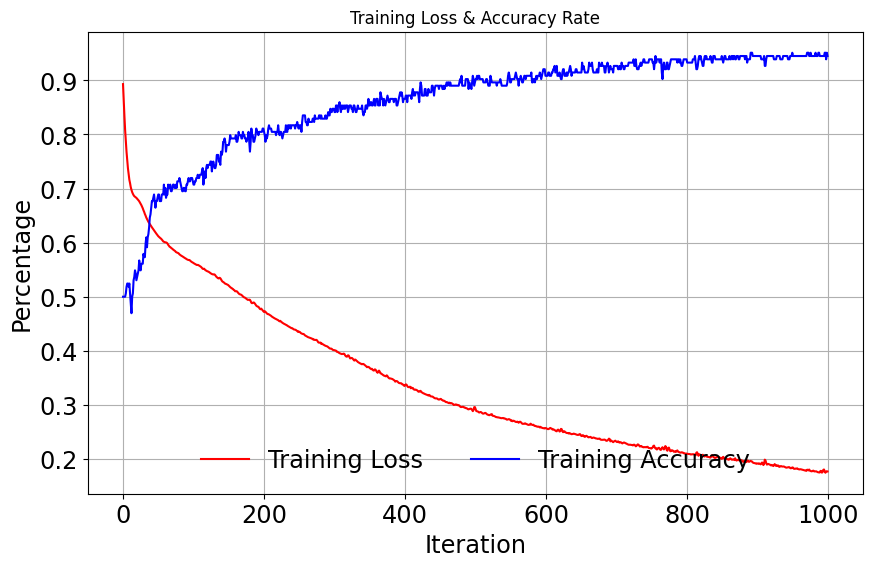 Training Loss & Accuracy Rate
Percentage
0.9
0.8
0.7
0.6
0.5
0.4
0.3
0.2
Training Loss Training Accuracy
0 200 400 600 800 1000
Iteration